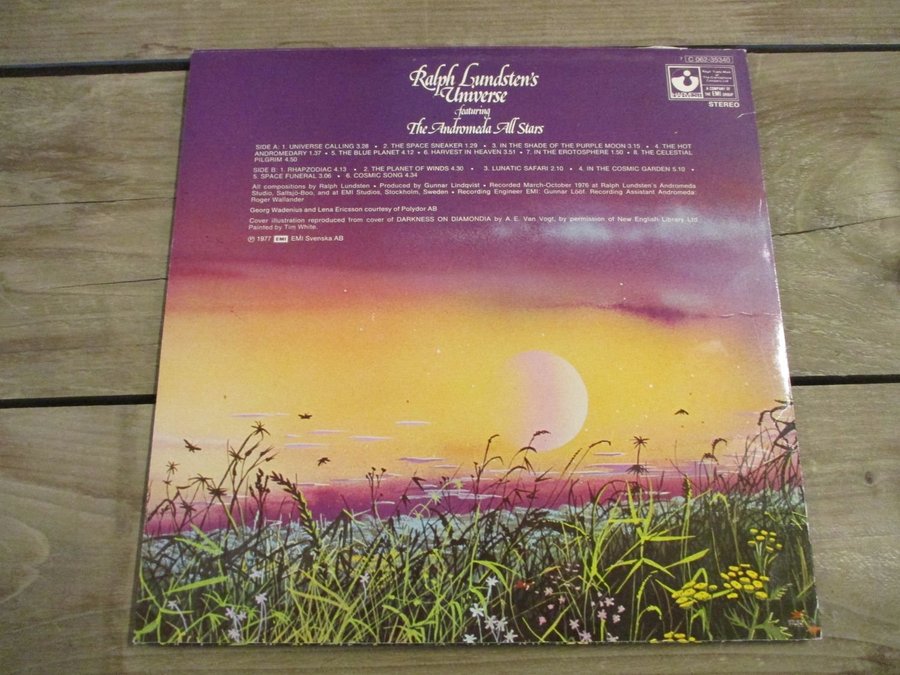 7 C 062-35340
Ralph Lundsten's
Universe
featuring
The Andromeda All Stars
HARVEST
A COMPANY OF
THE EMI GROUP
STEREO
SIDE A: 1. UNIVERSE CALLING 3.28 • 2. THE SPACE SNEAKER 1.29 • 3. IN THE SHADE OF THE PURPLE MOON 3.15 • 4. THE HOT
ANDROMEDARY 1.37 • 5. THE BLUE PLANET 4.12 • 6. HARVEST IN HEAVEN 3.51 • 7. IN THE EROTOSPHERE 1.50 • 8. THE CELESTIAL
PILGRIM 4.50
SIDE B: 1. RHAPZODIAC 4.13 • 2. THE PLANET OF WINDS 4.30 • 3. LUNATIC SAFARI 2.10 • 4. IN THE COSMIC GARDEN 5.10 •
5. SPACE FUNERAL 3.06 • 6. COSMIC SONG 4.34
All compositions by Ralph Lundsten • Produced by Gunnar Lindqvist • Recorded March-October 1976 at Ralph Lundsten's Andromeda
Studio, Saltsjö-Boo, and at EMI Studios, Stockholm, Sweden • Recording Engineer EMI: Gunnar Lööf. Recording Assistant Andromeda:
Roger Wallander
Georg Wadenius and Lena Ericsson courtesy of Polydor AB
Cover illustration reproduced from cover of DARKNESS ON DIAMONDIA by A. E. Van Vogt, by permission of New English Library Ltd
Painted by Tim White.
℗ 1977 EMI EMI Svenska AB